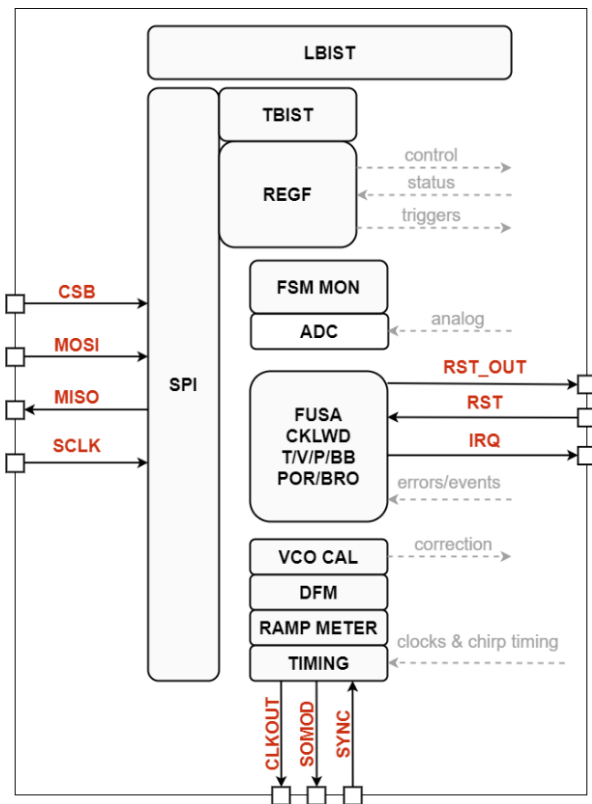 LBIST
TBIST
REGF
control
status
triggers
FSM MON
ADC
analog
CSB
MOSI
MISO
SCLK
SPI
FUSA
CKLWD
T/V/P/BB
POR/BRO
RST_OUT
RST
IRQ
errors/events
VCO CAL
correction
DFM
RAMP METER
TIMING
clocks & chirp timing
CLKOUT
SOMOD
SYNC